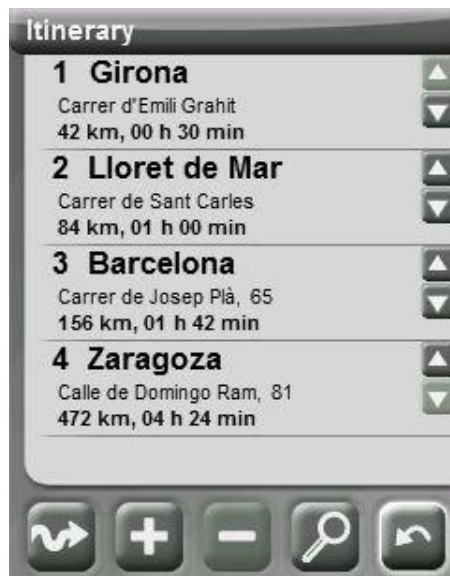 Itinerary
1 Girona
Carrer d'Emili Grahit
42 km, 00 h 30 min
2 Lloret de Mar
Carrer de Sant Carles
84 km, 01 h 00 min
3 Barcelona
Carrer de Josep Plà, 65
156 km, 01 h 42 min
4 Zaragoza
Calle de Domingo Ram, 81
472 km, 04 h 24 min